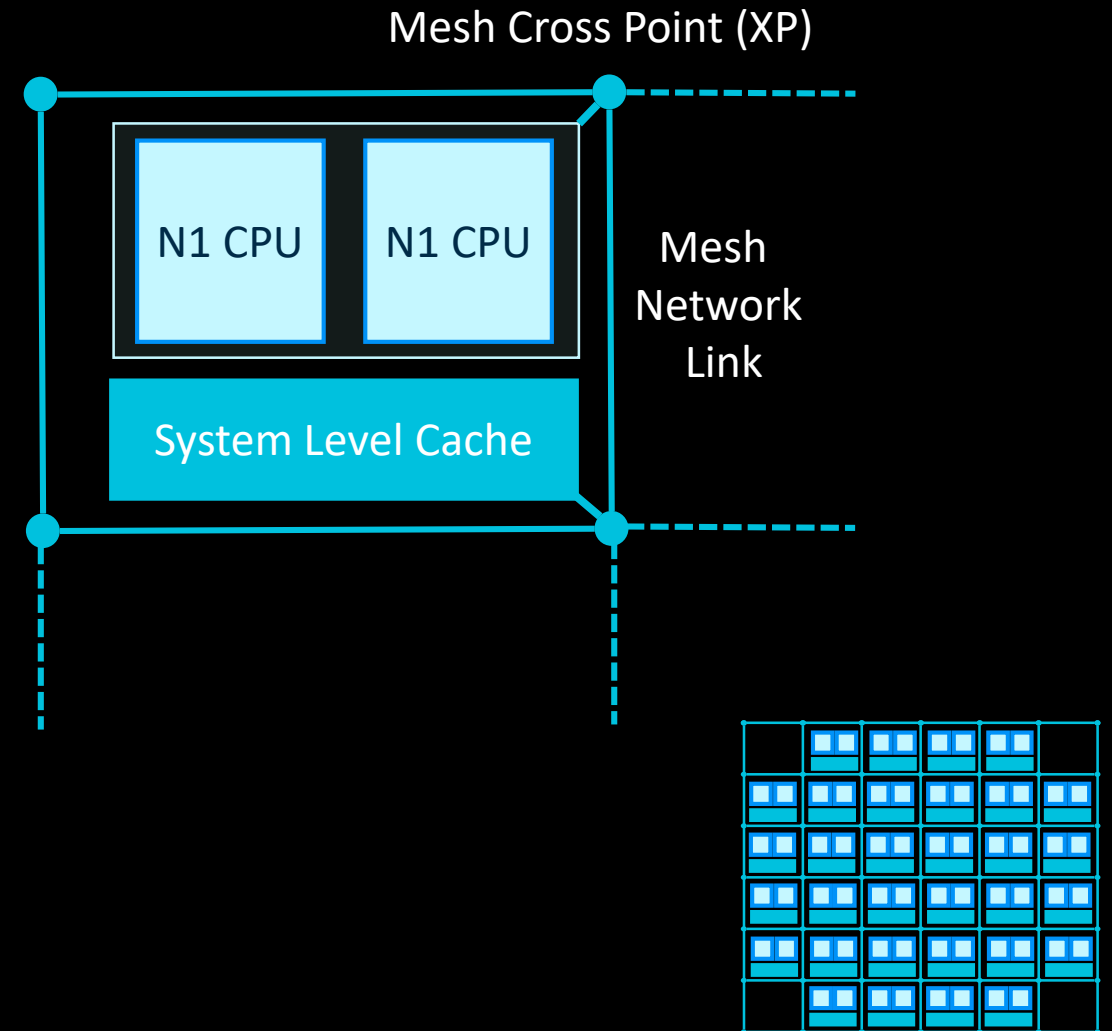 Mesh Cross Point (XP)
N1 CPU
N1 CPU
Mesh
Network
Link
System Level Cache